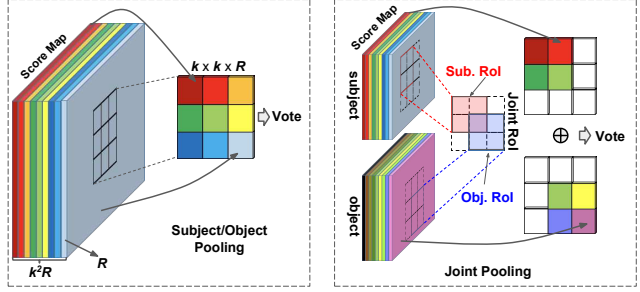 Score Map
k x k x R
Vote
Subject/Object
Pooling
R
k²R
Score Map
subject
Sub. RoI
Joint RoI
Vote
object
Obj. RoI
Joint Pooling